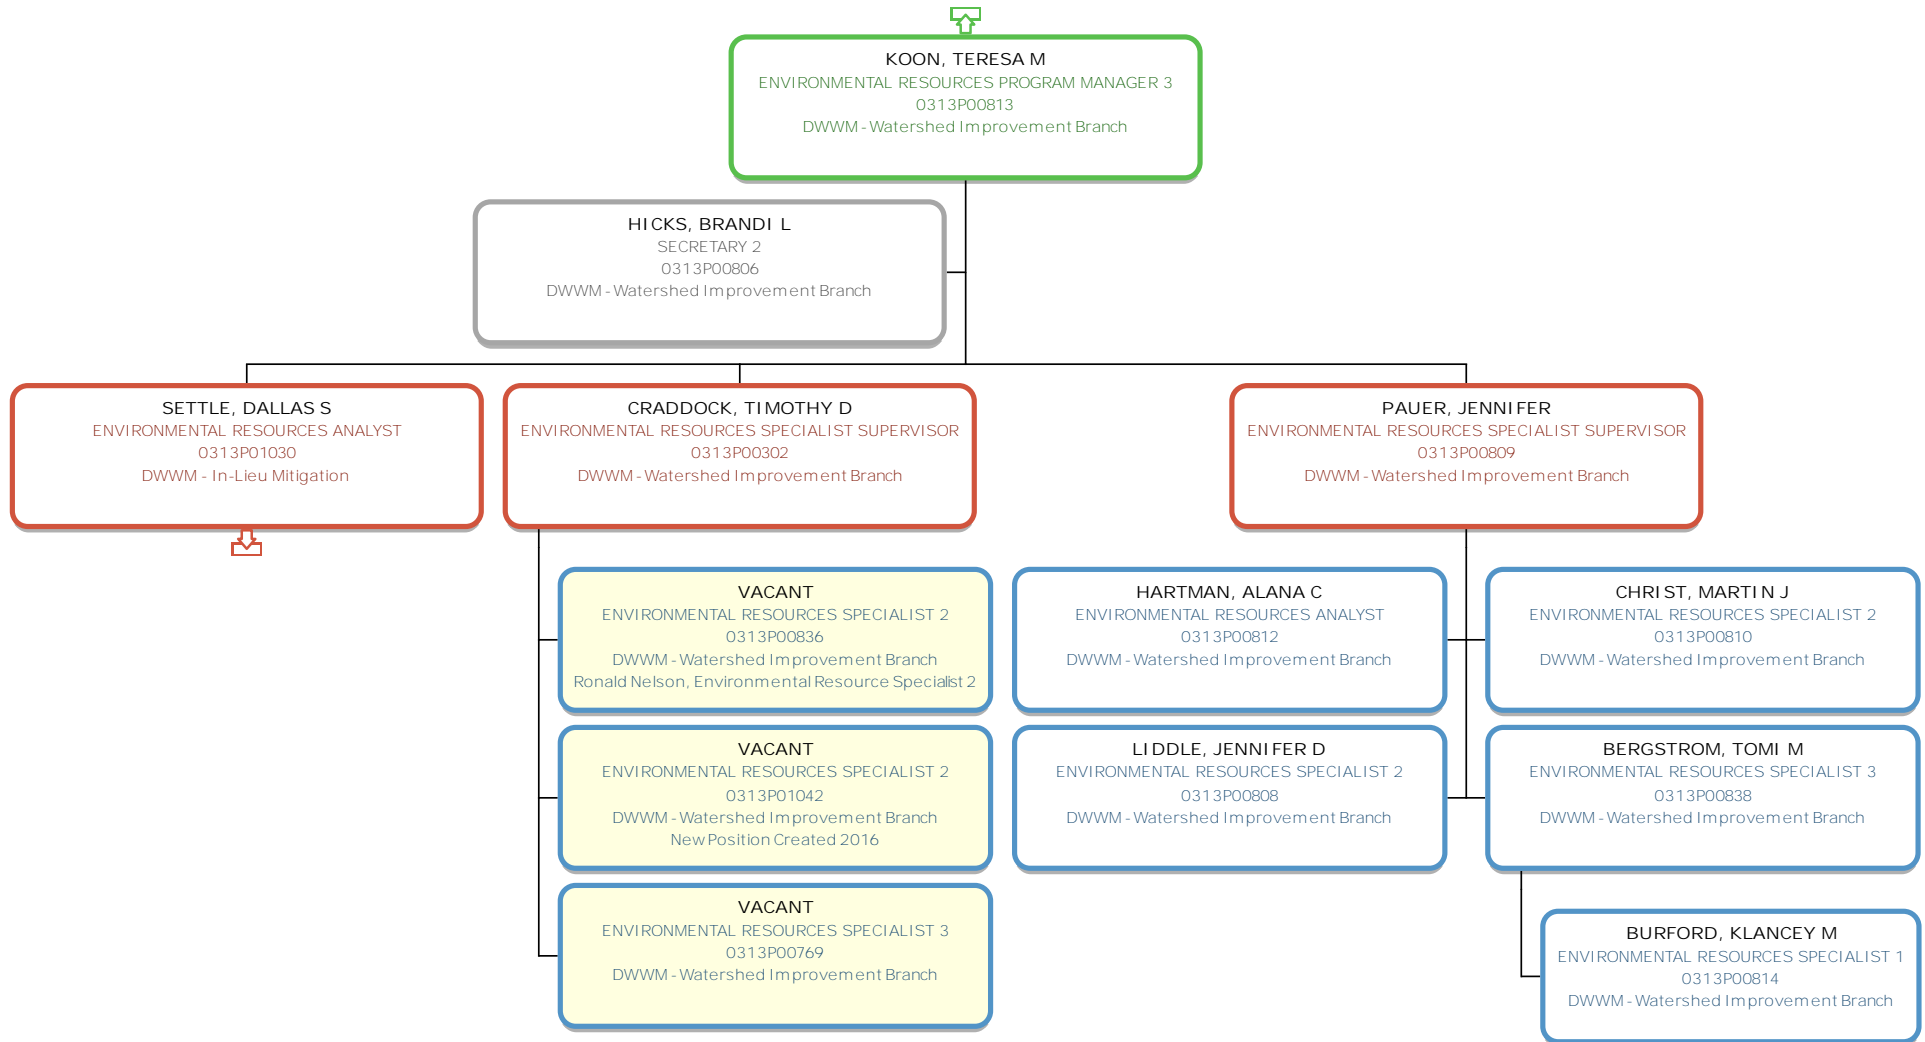 KOON, TERESA M
ENVIRONMENTAL RESOURCES PROGRAM MANAGER 3
0313P00813
DWWM - Watershed Improvement Branch
HICKS, BRANDI L
SECRETARY 2
0313P00806
DWWM - Watershed Improvement Branch
SETTLE, DALLAS S
ENVIRONMENTAL RESOURCES ANALYST
0313P01030
DWWM - In-Lieu Mitigation
CRADDOCK, TIMOTHY D
ENVIRONMENTAL RESOURCES SPECIALIST SUPERVISOR
0313P00302
DWWM - Watershed Improvement Branch
PAUER, JENNIFER
ENVIRONMENTAL RESOURCES SPECIALIST SUPERVISOR
0313P00809
DWWM - Watershed Improvement Branch
VACANT
ENVIRONMENTAL RESOURCES SPECIALIST 2
0313P00836
DWWM - Watershed Improvement Branch
Ronald Nelson, Environmental Resource Specialist 2
VACANT
ENVIRONMENTAL RESOURCES SPECIALIST 2
0313P01042
DWWM - Watershed Improvement Branch
New Position Created 2016
VACANT
ENVIRONMENTAL RESOURCES SPECIALIST 3
0313P00769
DWWM - Watershed Improvement Branch
HARTMAN, ALANA C
ENVIRONMENTAL RESOURCES ANALYST
0313P00812
DWWM - Watershed Improvement Branch
CHRIST, MARTIN J
ENVIRONMENTAL RESOURCES SPECIALIST 2
0313P00810
DWWM - Watershed Improvement Branch
LIDDLE, JENNIFER D
ENVIRONMENTAL RESOURCES SPECIALIST 2
0313P00808
DWWM - Watershed Improvement Branch
BERGSTROM, TOMI M
ENVIRONMENTAL RESOURCES SPECIALIST 3
0313P00838
DWWM - Watershed Improvement Branch
BURFORD, KLANCEY M
ENVIRONMENTAL RESOURCES SPECIALIST 1
0313P00814
DWWM - Watershed Improvement Branch